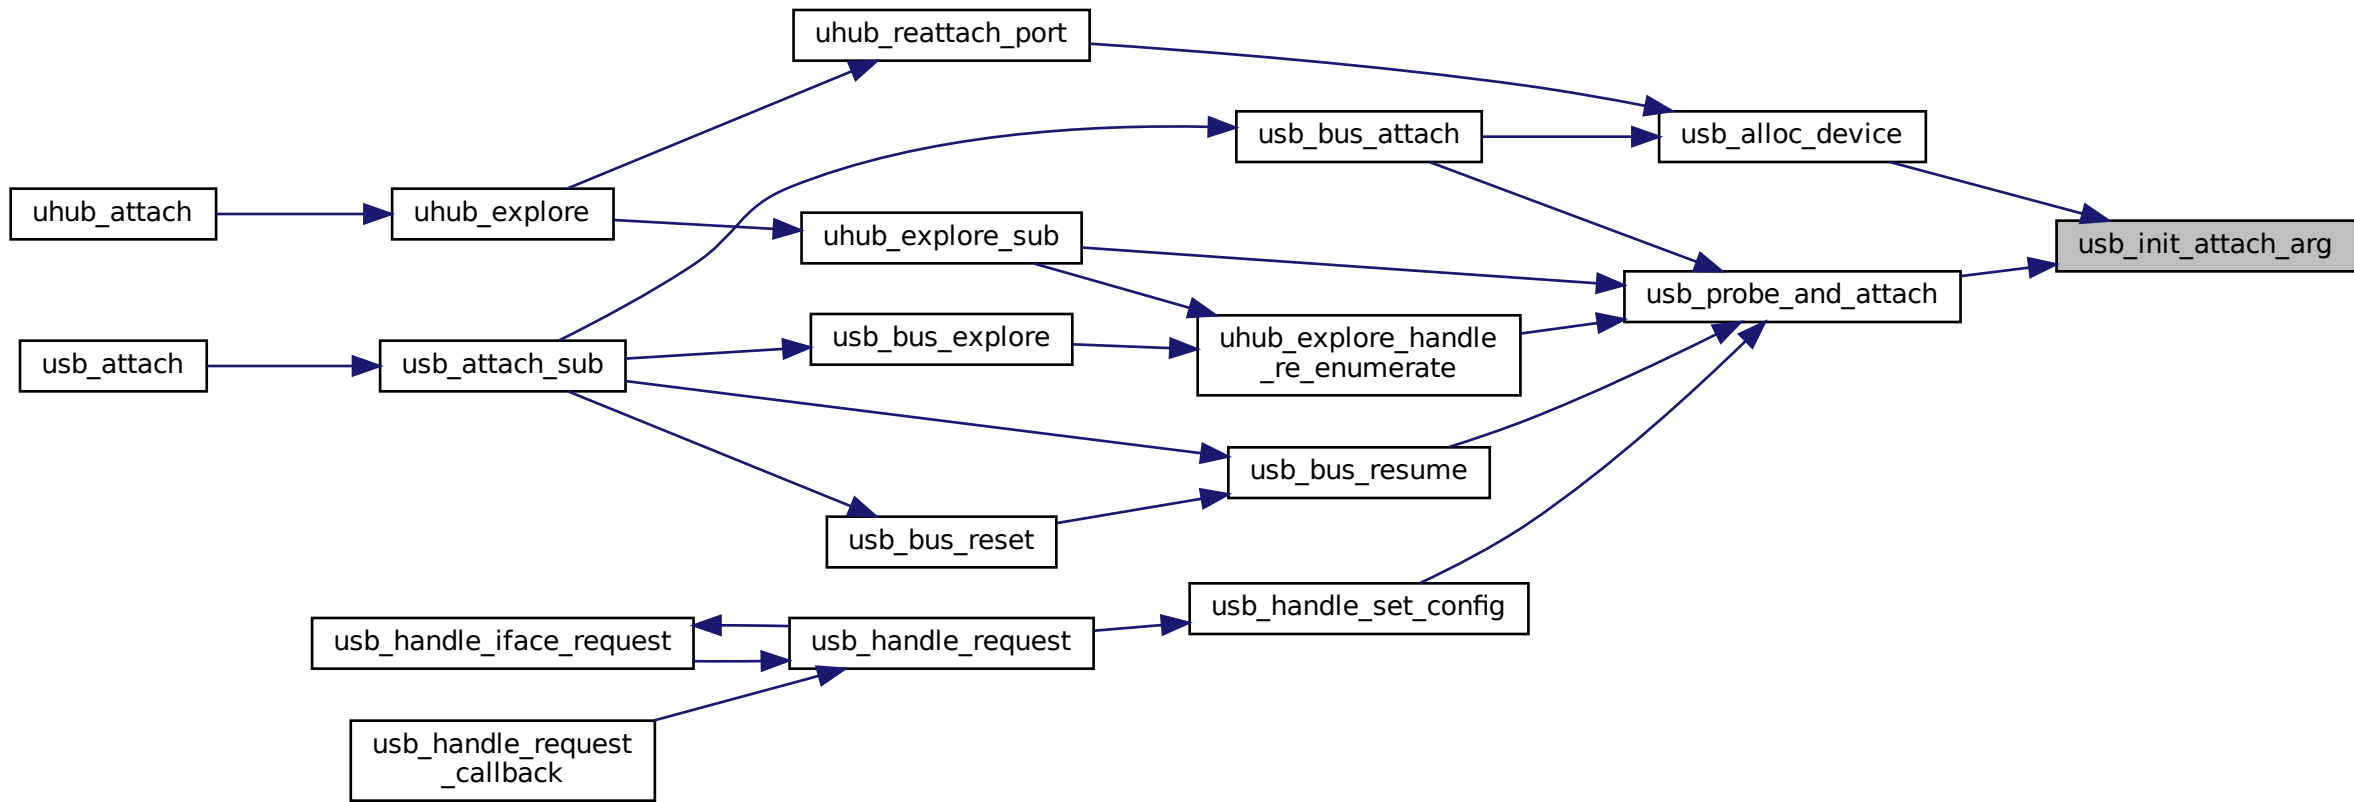 uhub_reattach_port
usb_bus_attach
usb_alloc_device
uhub_attach
uhub_explore
uhub_explore_sub
usb_init_attach_arg
usb_probe_and_attach
usb_attach
usb_attach_sub
usb_bus_explore
uhub_explore_handle
_re_enumerate
usb_bus_resume
usb_bus_reset
usb_handle_set_config
usb_handle_iface_request
usb_handle_request
usb_handle_request
_callback